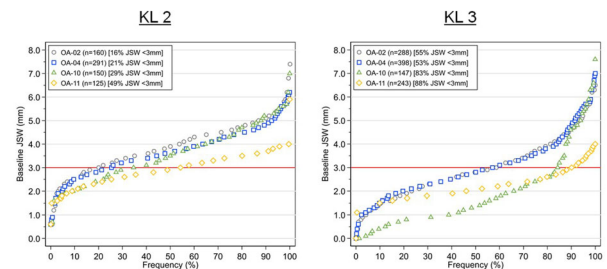 KL 2
8.0
7.0
6.0
5.0
4.0
3.0
2.0
1.0
0.0
Baseline JSW (mm)
OA-02 (n=160) [16% JSW <3mm]
OA-04 (n=291) [21% JSW <3mm]
OA-10 (n=150) [29% JSW <3mm]
OA-11 (n=125) [49% JSW <3mm]
0 10 20 30 40 50 60 70 80 90 100
Frequency (%)
KL 3
8.0
7.0
6.0
5.0
4.0
3.0
2.0
1.0
0.0
Baseline JSW (mm)
OA-02 (n=288) [55% JSW <3mm]
OA-04 (n=398) [53% JSW <3mm]
OA-10 (n=147) [83% JSW <3mm]
OA-11 (n=243) [88% JSW <3mm]
0 10 20 30 40 50 60 70 80 90 100
Frequency (%)